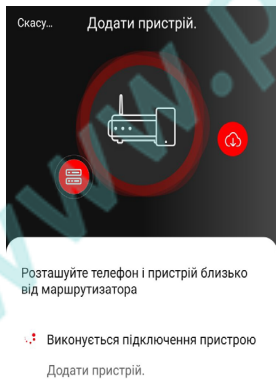 Скасу...
Додати пристрій.
Розташуйте телефон і пристрій близько
від маршрутизатора
Виконується підключення пристрою
Додати пристрій.